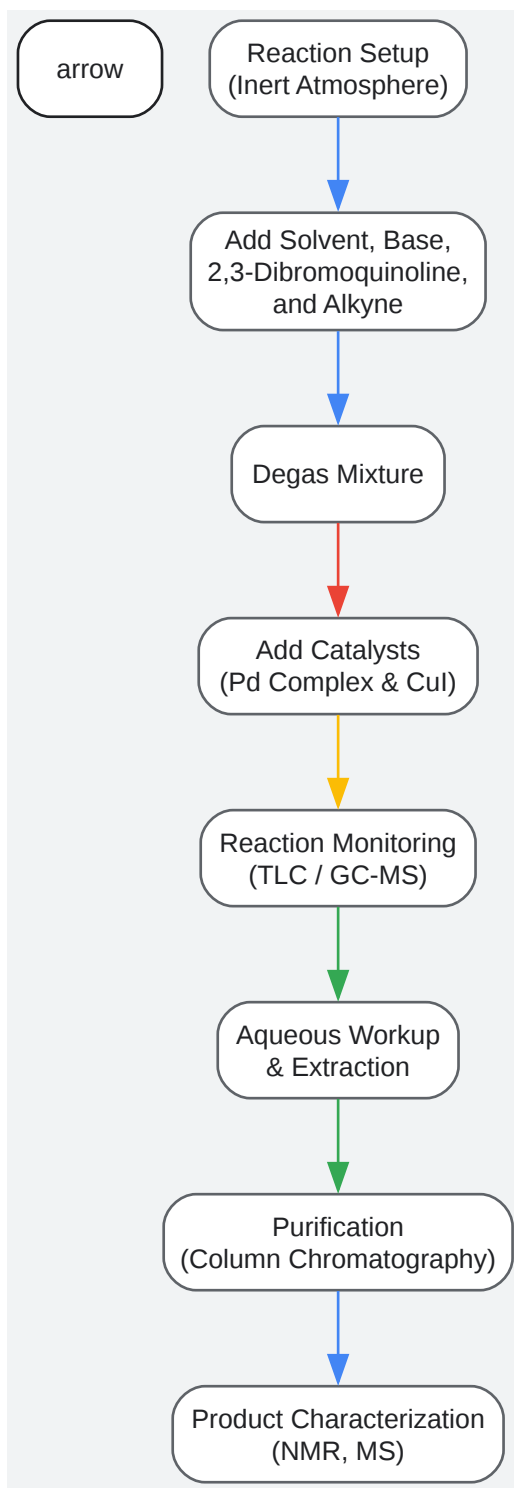 arrow
Reaction Setup
(Inert Atmosphere)
Add Solvent, Base,
2,3-Dibromoquinoline,
and Alkyne
Degas Mixture
Add Catalysts
(Pd Complex & CuI)
Reaction Monitoring
(TLC / GC-MS)
Aqueous Workup
& Extraction
Purification
(Column Chromatography)
Product Characterization
(NMR, MS)